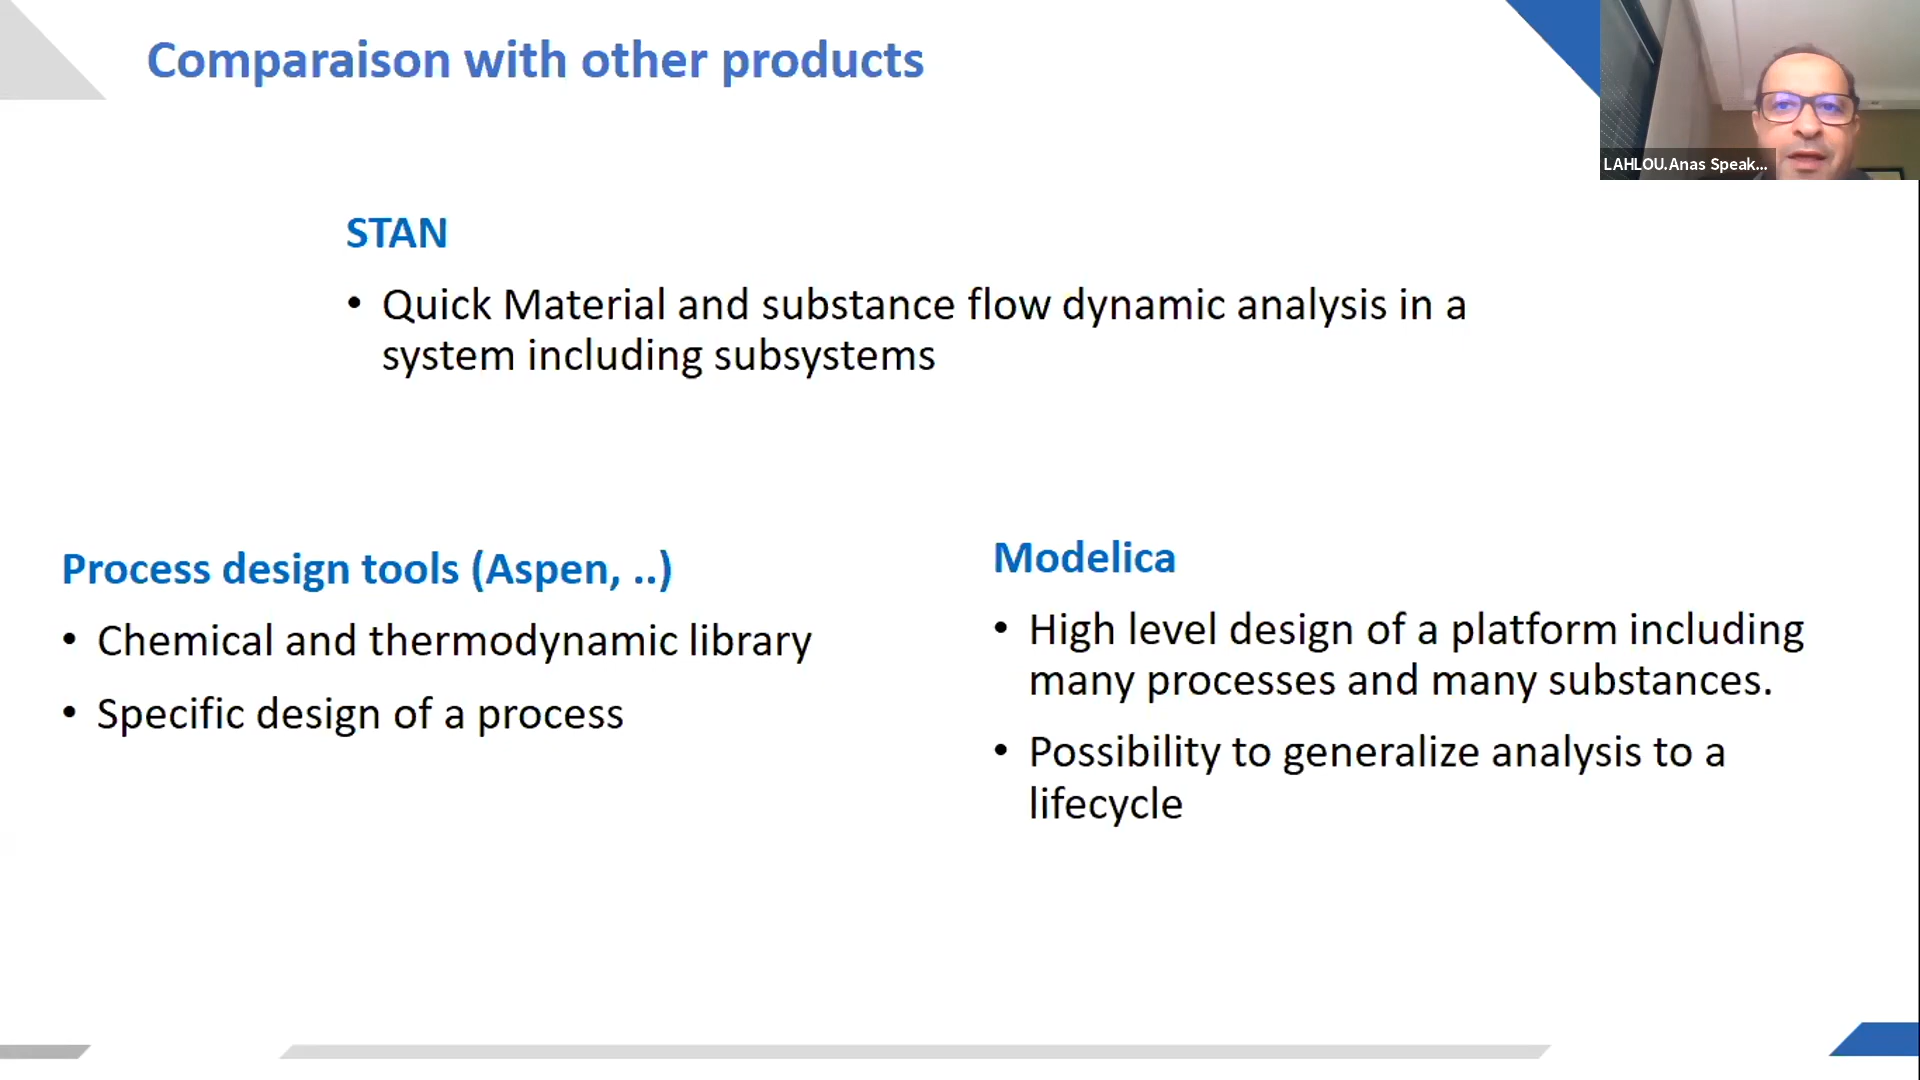 Comparaison with other products
LAHLOU.Anas Speak...
STAN
• Quick Material and substance flow dynamic analysis in a
system including subsystems
Process design tools (Aspen, ..)
• Chemical and thermodynamic library
• Specific design of a process
Modelica
• High level design of a platform including
many processes and many substances.
• Possibility to generalize analysis to a
lifecycle